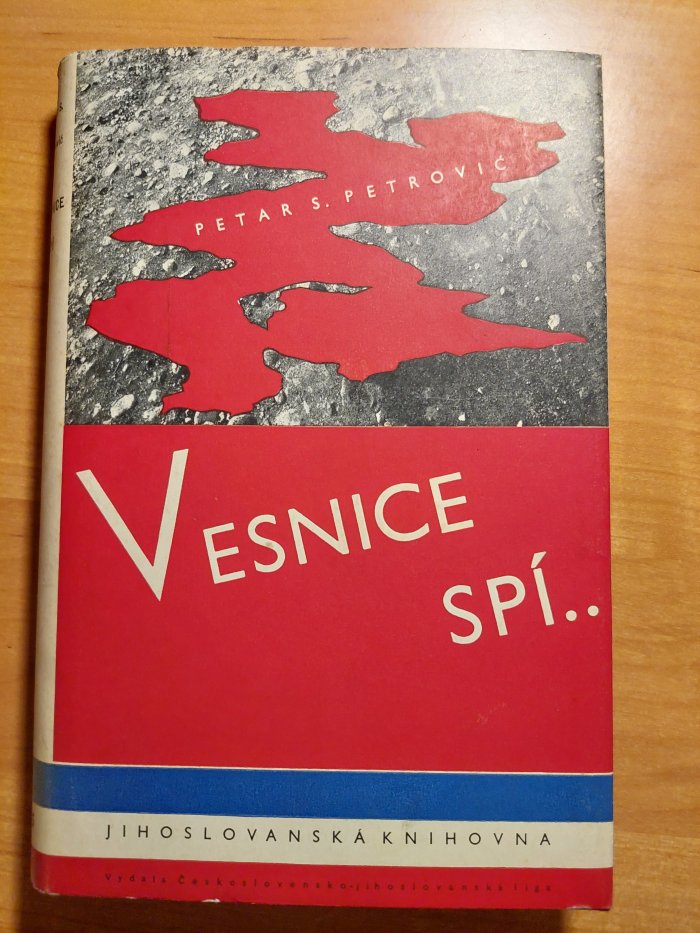 PETAR S. PETROVIĆ
VESNICE
SPÍ..
JIHOSLOVANSKÁ KNIHOVNA
Vydala Československo-jihoslovanská liga